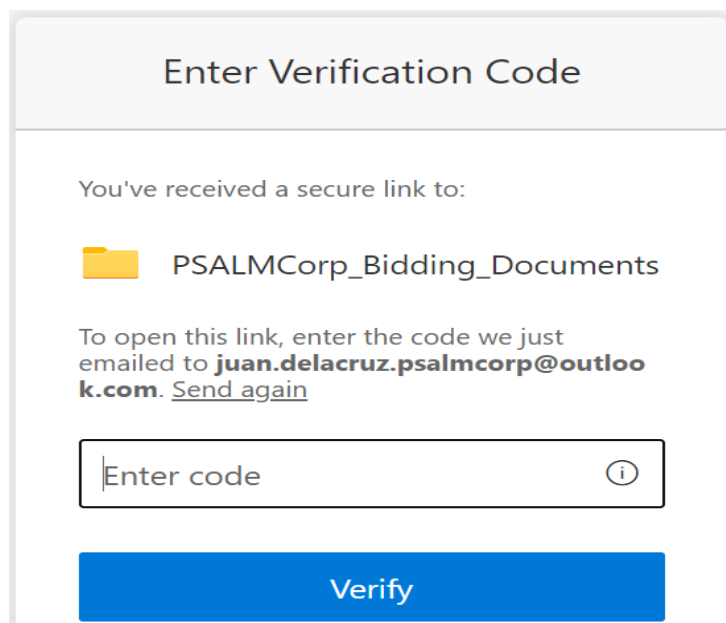 Enter Verification Code
You've received a secure link to:
PSALMCorp_Bidding_Documents
To open this link, enter the code we just
emailed to juan.delacruz.psalmcorp@outloo
k.com. Send again
Enter code
Verify